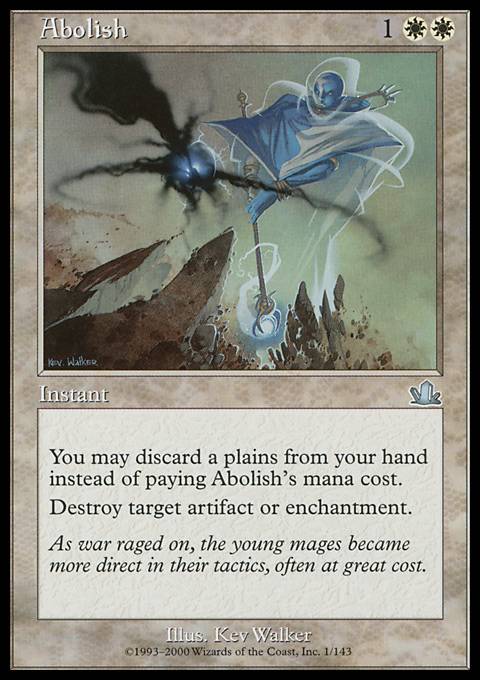 Abolish 1
KEV. WALKER
Instant
You may discard a plains from your hand
instead of paying Abolish's mana cost.
Destroy target artifact or enchantment.
As war raged on, the young mages became
more direct in their tactics, often at great cost.
Illus. Kev Walker
©1993–2000 Wizards of the Coast, Inc. 1/143